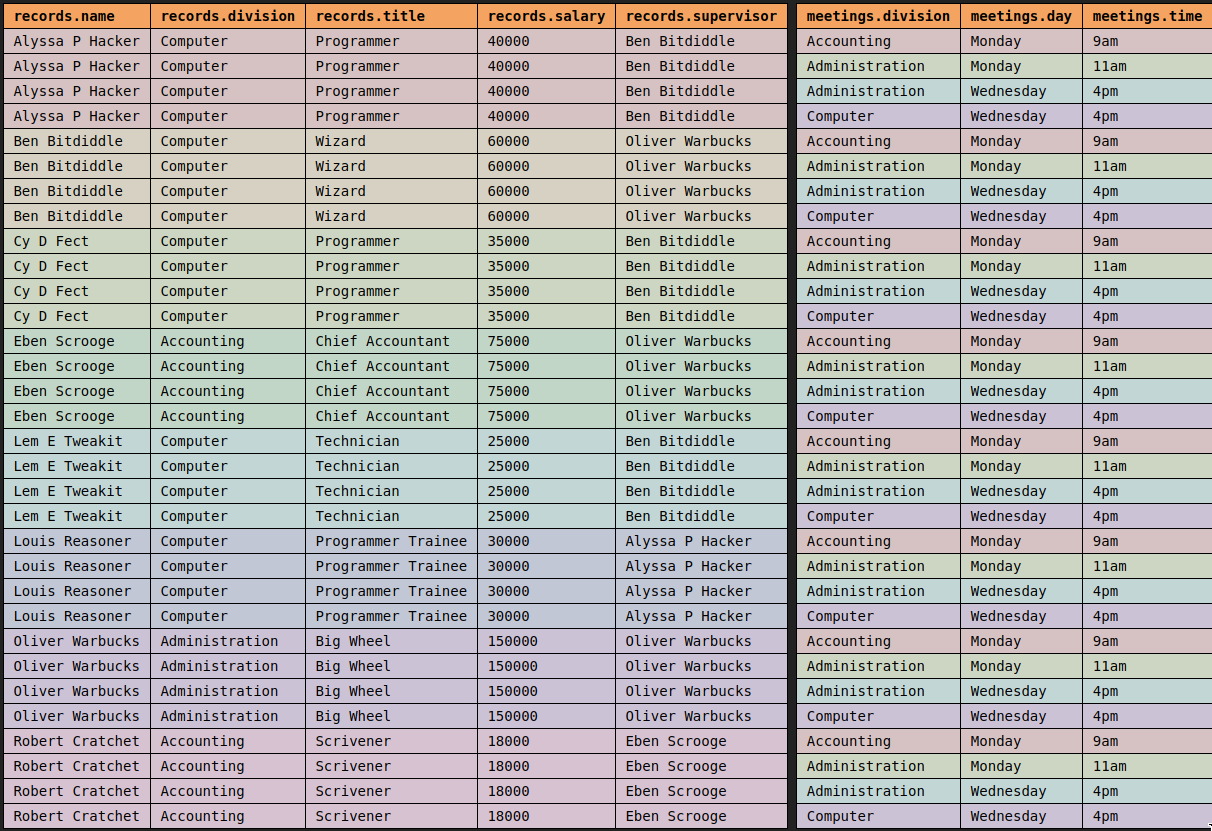 records.name records.division records.title records.salary records.supervisor meetings.division meetings.day meetings.time
Alyssa P Hacker Computer Programmer 40000 Ben Bitdiddle Accounting Monday 9am
Alyssa P Hacker Computer Programmer 40000 Ben Bitdiddle Administration Monday 11am
Alyssa P Hacker Computer Programmer 40000 Ben Bitdiddle Administration Wednesday 4pm
Alyssa P Hacker Computer Programmer 40000 Ben Bitdiddle Computer Wednesday 4pm
Ben Bitdiddle Computer Wizard 60000 Oliver Warbucks Accounting Monday 9am
Ben Bitdiddle Computer Wizard 60000 Oliver Warbucks Administration Monday 11am
Ben Bitdiddle Computer Wizard 60000 Oliver Warbucks Administration Wednesday 4pm
Ben Bitdiddle Computer Wizard 60000 Oliver Warbucks Computer Wednesday 4pm
Cy D Fect Computer Programmer 35000 Ben Bitdiddle Accounting Monday 9am
Cy D Fect Computer Programmer 35000 Ben Bitdiddle Administration Monday 11am
Cy D Fect Computer Programmer 35000 Ben Bitdiddle Administration Wednesday 4pm
Cy D Fect Computer Programmer 35000 Ben Bitdiddle Computer Wednesday 4pm
Eben Scrooge Accounting Chief Accountant 75000 Oliver Warbucks Accounting Monday 9am
Eben Scrooge Accounting Chief Accountant 75000 Oliver Warbucks Administration Monday 11am
Eben Scrooge Accounting Chief Accountant 75000 Oliver Warbucks Administration Wednesday 4pm
Eben Scrooge Accounting Chief Accountant 75000 Oliver Warbucks Computer Wednesday 4pm
Lem E Tweakit Computer Technician 25000 Ben Bitdiddle Accounting Monday 9am
Lem E Tweakit Computer Technician 25000 Ben Bitdiddle Administration Monday 11am
Lem E Tweakit Computer Technician 25000 Ben Bitdiddle Administration Wednesday 4pm
Lem E Tweakit Computer Technician 25000 Ben Bitdiddle Computer Wednesday 4pm
Louis Reasoner Computer Programmer Trainee 30000 Alyssa P Hacker Accounting Monday 9am
Louis Reasoner Computer Programmer Trainee 30000 Alyssa P Hacker Administration Monday 11am
Louis Reasoner Computer Programmer Trainee 30000 Alyssa P Hacker Administration Wednesday 4pm
Louis Reasoner Computer Programmer Trainee 30000 Alyssa P Hacker Computer Wednesday 4pm
Oliver Warbucks Administration Big Wheel 150000 Oliver Warbucks Accounting Monday 9am
Oliver Warbucks Administration Big Wheel 150000 Oliver Warbucks Administration Monday 11am
Oliver Warbucks Administration Big Wheel 150000 Oliver Warbucks Administration Wednesday 4pm
Oliver Warbucks Administration Big Wheel 150000 Oliver Warbucks Computer Wednesday 4pm
Robert Cratchet Accounting Scrivener 18000 Eben Scrooge Accounting Monday 9am
Robert Cratchet Accounting Scrivener 18000 Eben Scrooge Administration Monday 11am
Robert Cratchet Accounting Scrivener 18000 Eben Scrooge Administration Wednesday 4pm
Robert Cratchet Accounting Scrivener 18000 Eben Scrooge Computer Wednesday 4pm